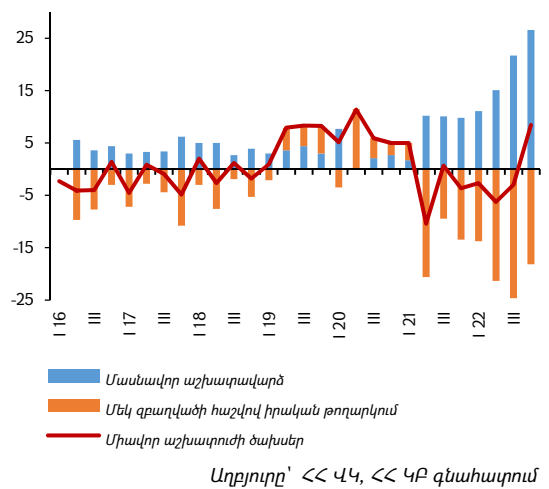 25
15
5
-5
-15
-25
I 16
III
I 17
III
I 18
III
I 19
III
I 20
III
I 21
III
I 22
III
Մասնավոր աշխատավարձ
Մեկ զբաղվածի հաշվով իրական թողարկում
Միավոր աշխատուժի ծախսեր
Աղբյուրը՝ ՀՀ ՎԿ, ՀՀ ԿԲ գնահատում